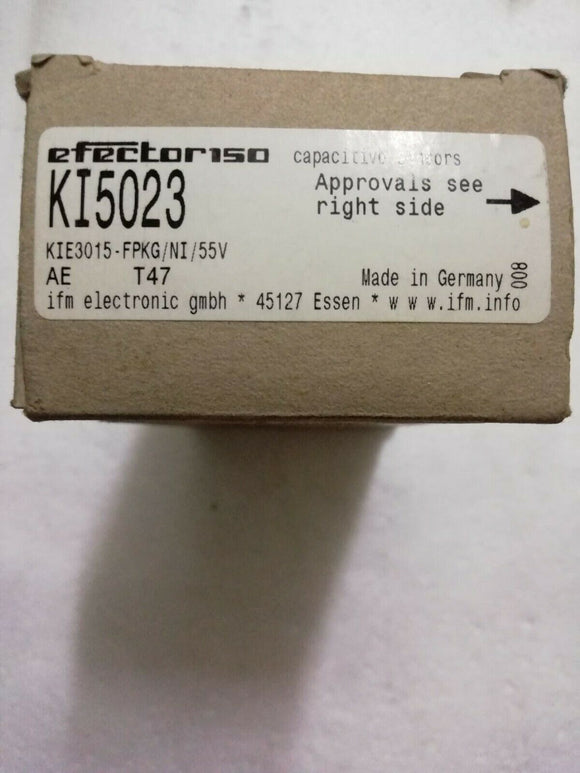 efector150 capacitive sensors
KI5023
Approvals see
right side
KIE3015-FPKG/NI/55V
AE T47 Made in Germany
008
ifm electronic gmbh * 45127 Essen * w w w.ifm.info